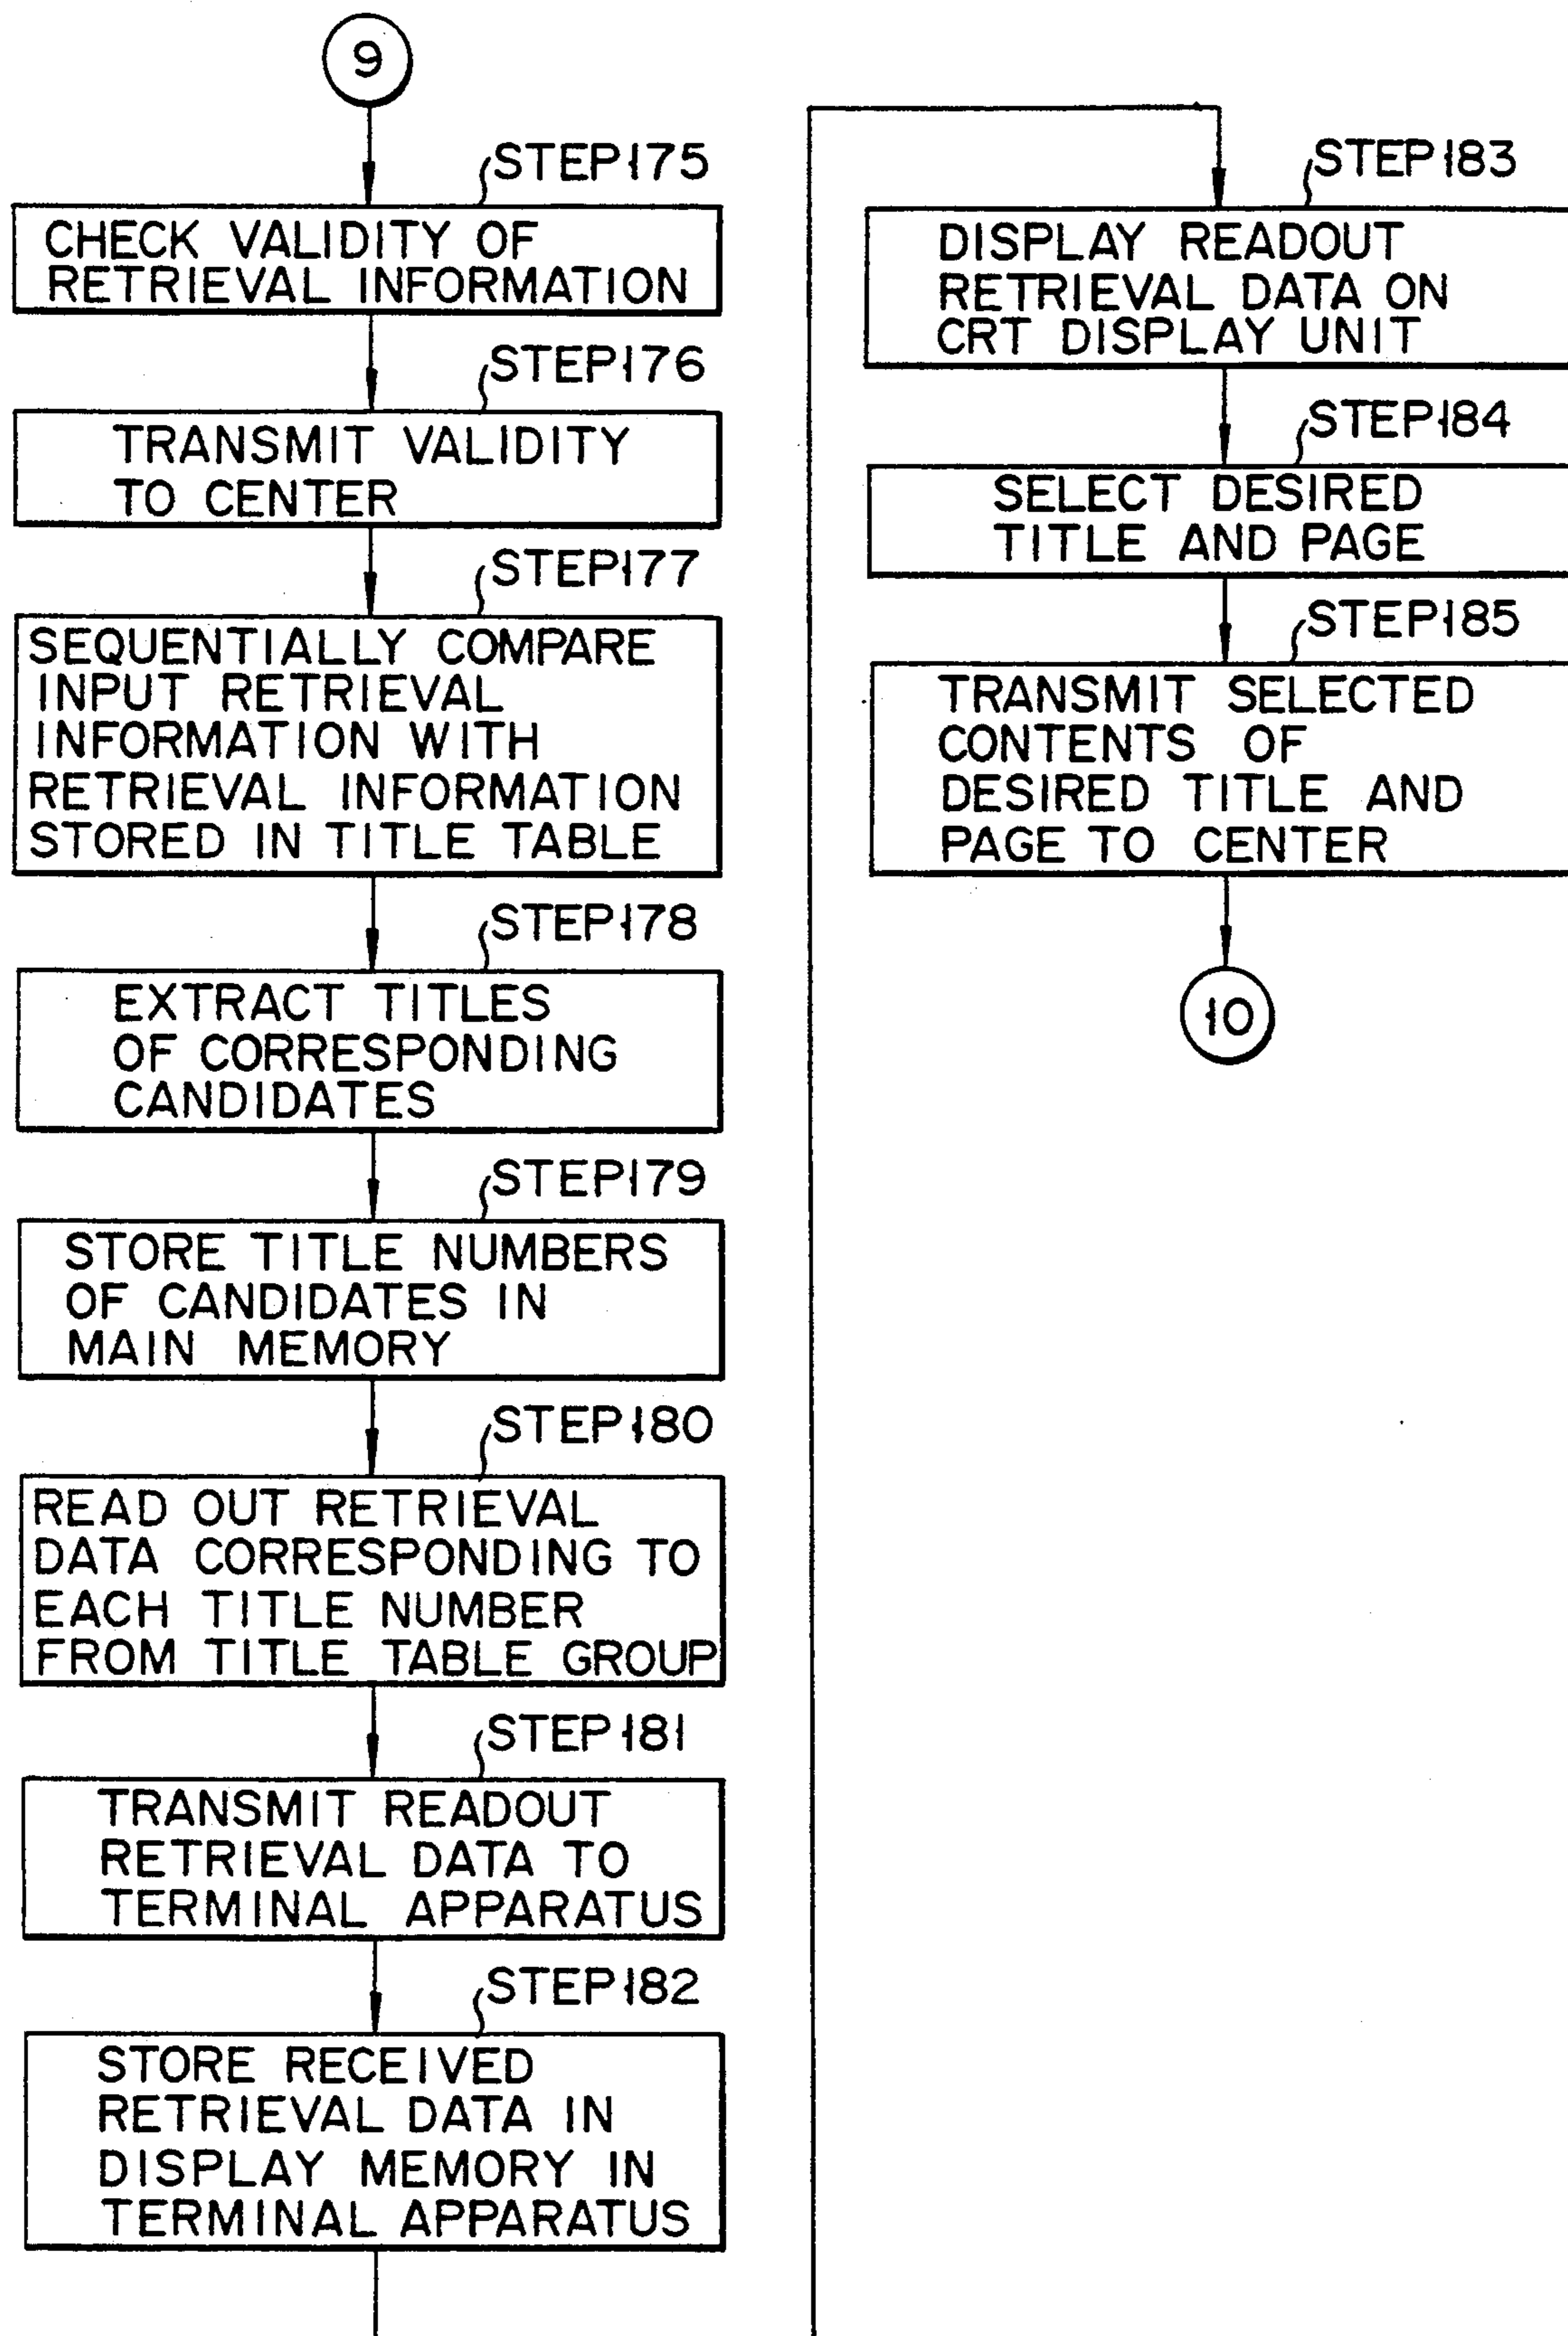 9
STEP175
CHECK VALIDITY OF
RETRIEVAL INFORMATION
STEP176
TRANSMIT VALIDITY
TO CENTER
STEP177
SEQUENTIALLY COMPARE
INPUT RETRIEVAL
INFORMATION WITH
RETRIEVAL INFORMATION
STORED IN TITLE TABLE
STEP178
EXTRACT TITLES
OF CORRESPONDING
CANDIDATES
STEP179
STORE TITLE NUMBERS
OF CANDIDATES IN
MAIN MEMORY
STEP180
READ OUT RETRIEVAL
DATA CORRESPONDING TO
EACH TITLE NUMBER
FROM TITLE TABLE GROUP
STEP181
TRANSMIT READOUT
RETRIEVAL DATA TO
TERMINAL APPARATUS
STEP182
STORE RECEIVED
RETRIEVAL DATA IN
DISPLAY MEMORY IN
TERMINAL APPARATUS
STEP183
DISPLAY READOUT
RETRIEVAL DATA ON
CRT DISPLAY UNIT
STEP184
SELECT DESIRED
TITLE AND PAGE
STEP185
TRANSMIT SELECTED
CONTENTS OF
DESIRED TITLE AND
PAGE TO CENTER
10